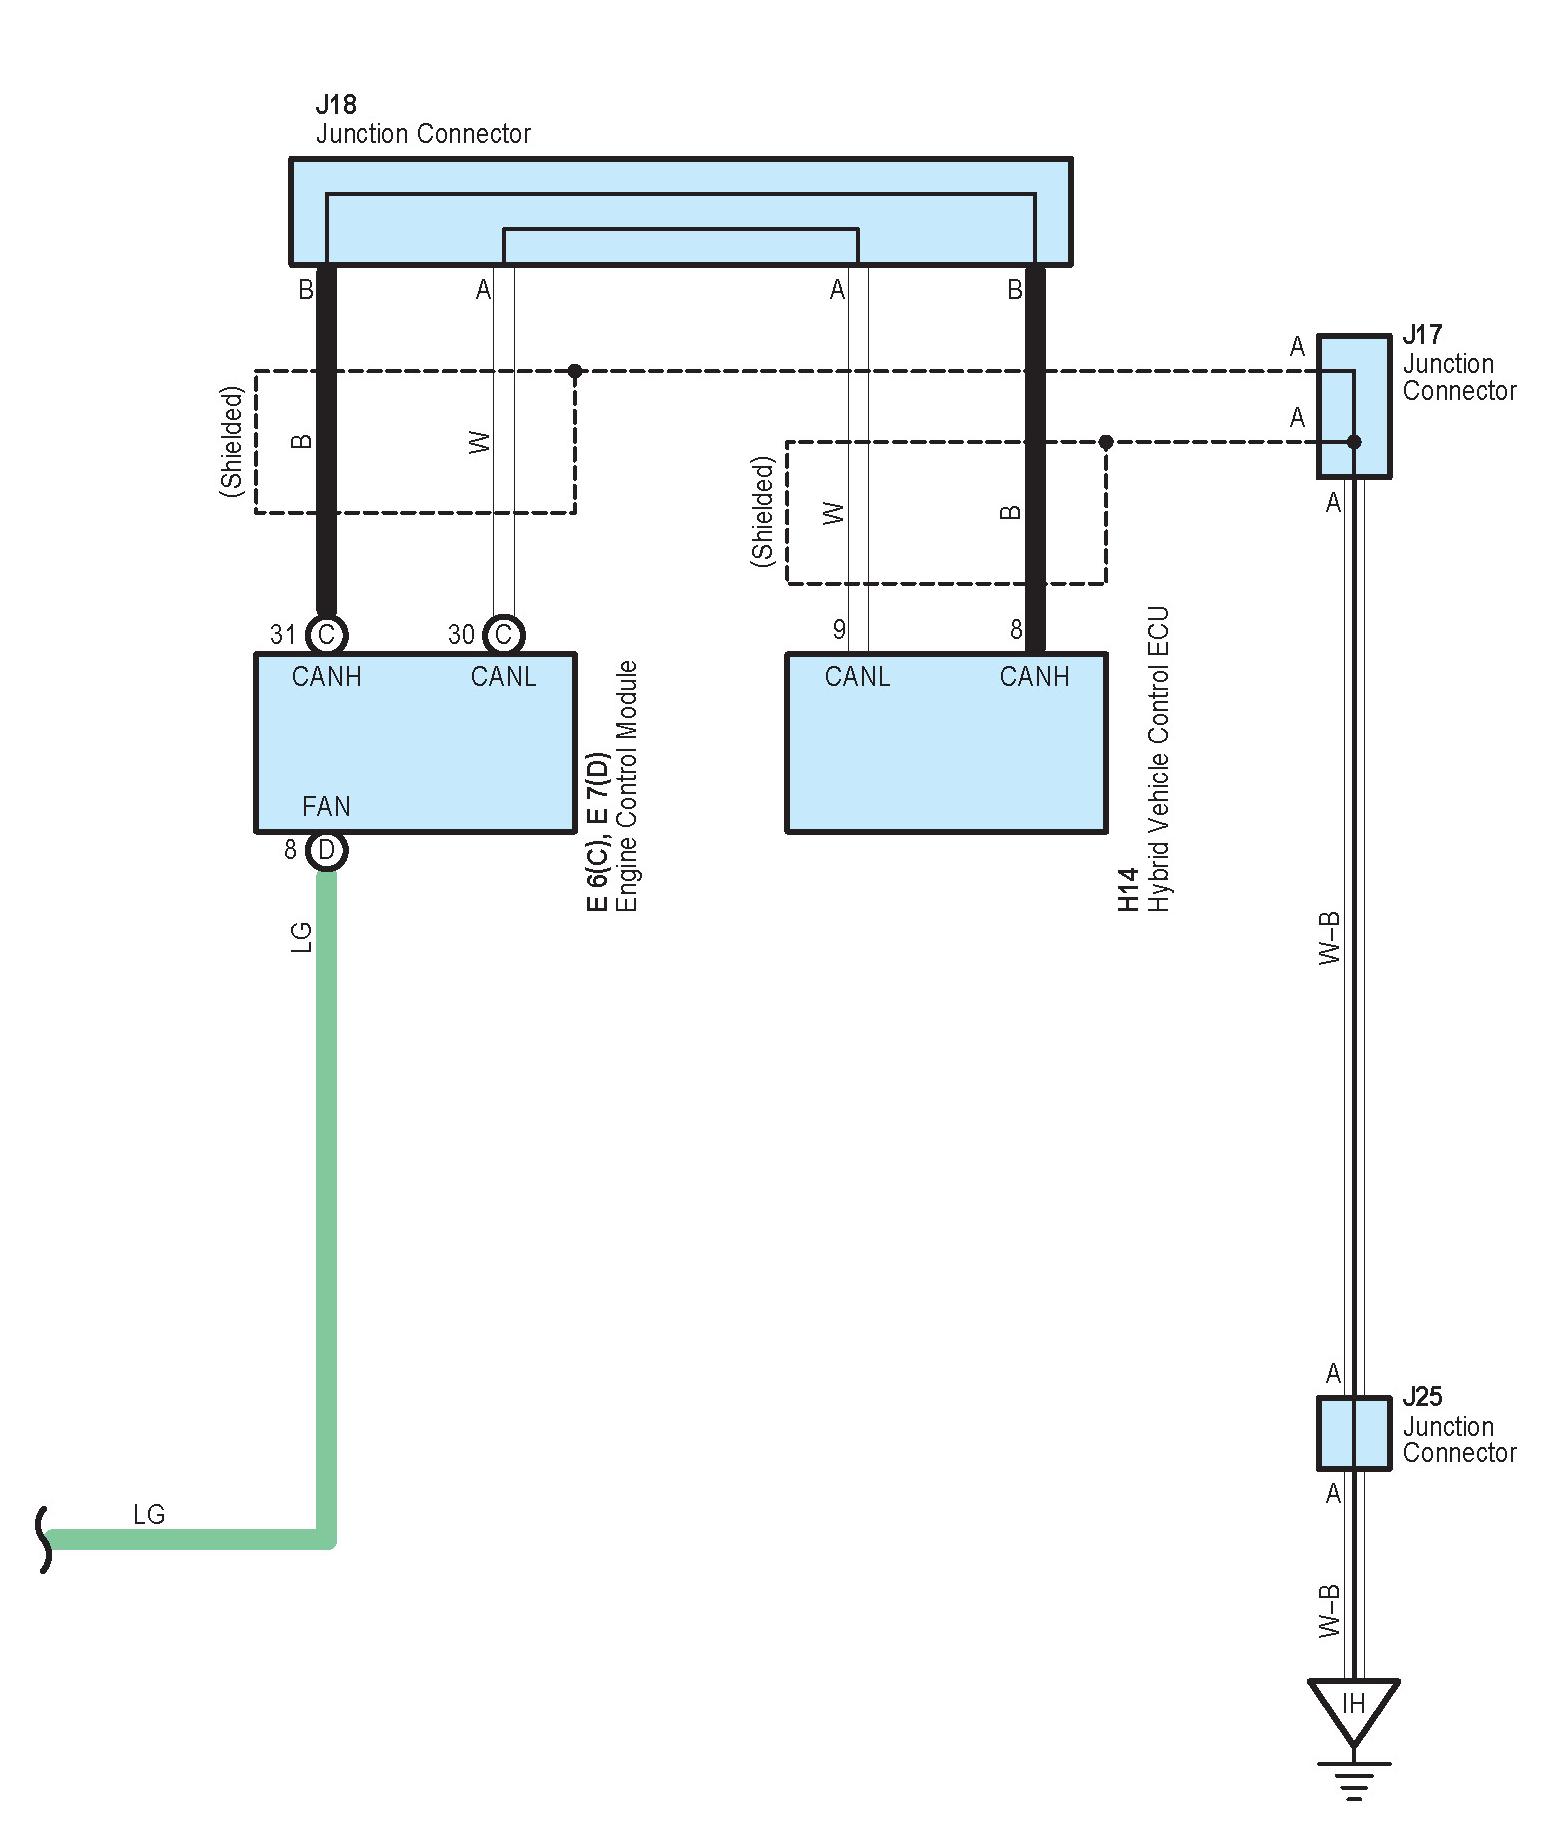 J18
Junction Connector
B
A
A
B
J17
Junction
Connector
A
A
A
(Shielded)
B
W
(Shielded)
W
B
31
C
30
C
9
8
CANH
CANL
CANL
CANH
FAN
8
D
E 6(C), E 7(D)
Engine Control Module
H14
Hybrid Vehicle Control ECU
LG
W–B
A
J25
Junction
Connector
A
LG
W–B
IH